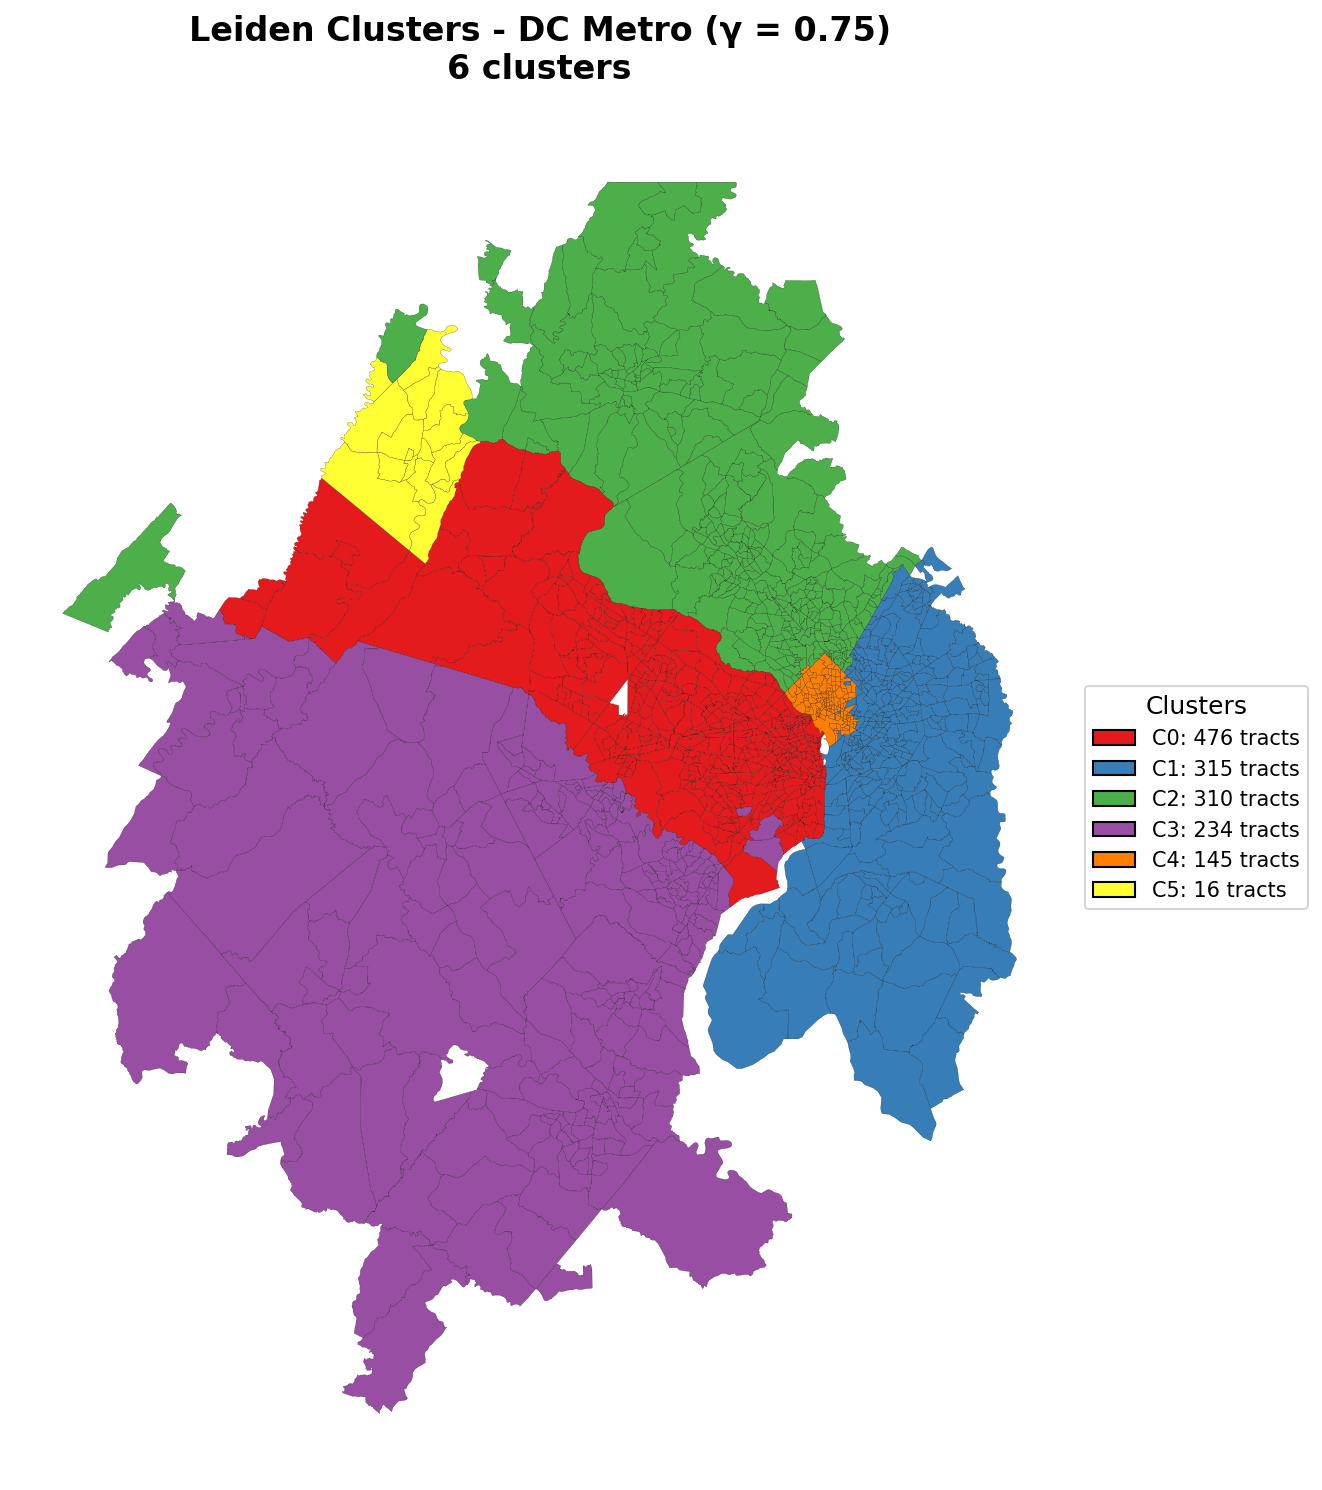 Leiden Clusters - DC Metro (γ = 0.75)
6 clusters
Clusters
C0: 476 tracts
C1: 315 tracts
C2: 310 tracts
C3: 234 tracts
C4: 145 tracts
C5: 16 tracts